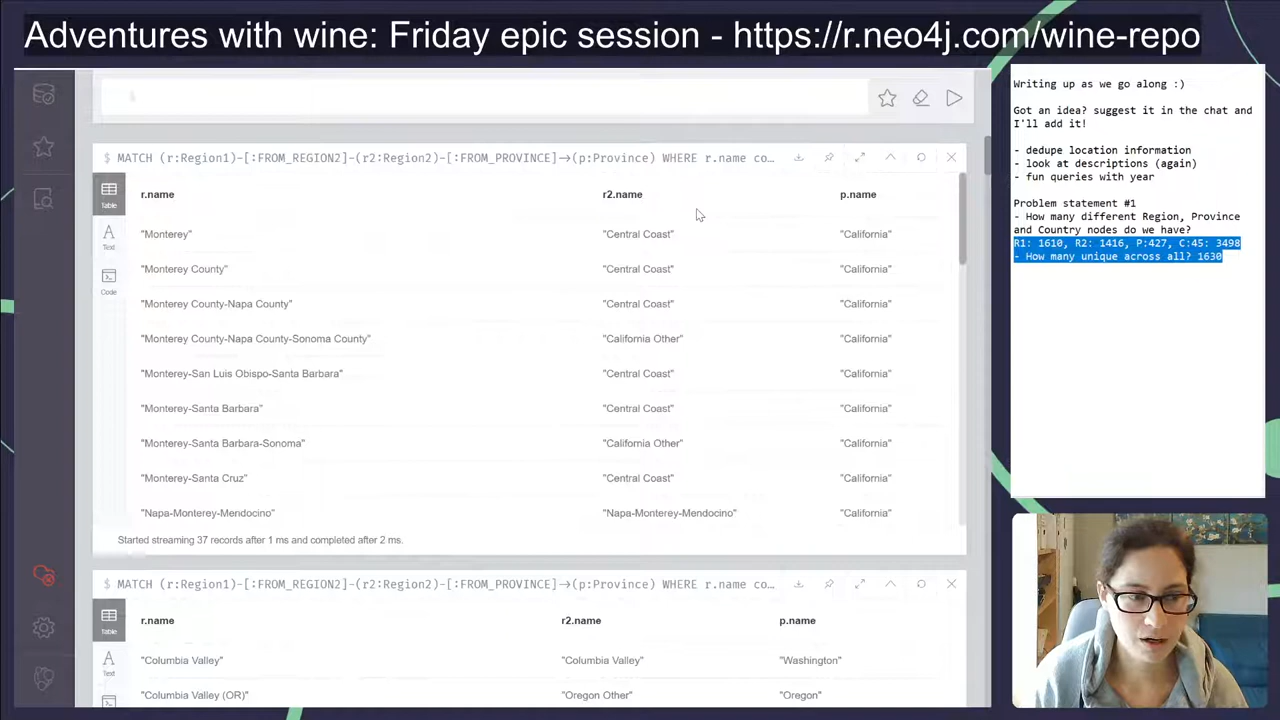 Adventures with wine: Friday epic session - https://r.neo4j.com/wine-repo
$
$ MATCH (r:Region1)-[:FROM_REGION2]-(r2:Region2)-[:FROM_PROVINCE]→(p:Province) WHERE r.name co…
Table
Text
Code
r.name r2.name p.name
"Monterey" "Central Coast" "California"
"Monterey County" "Central Coast" "California"
"Monterey County-Napa County" "Central Coast" "California"
"Monterey County-Napa County-Sonoma County" "California Other" "California"
"Monterey-San Luis Obispo-Santa Barbara" "Central Coast" "California"
"Monterey-Santa Barbara" "Central Coast" "California"
"Monterey-Santa Barbara-Sonoma" "California Other" "California"
"Monterey-Santa Cruz" "Central Coast" "California"
"Napa-Monterey-Mendocino" "Napa-Monterey-Mendocino" "California"
Started streaming 37 records after 1 ms and completed after 2 ms.
$ MATCH (r:Region1)-[:FROM_REGION2]-(r2:Region2)-[:FROM_PROVINCE]→(p:Province) WHERE r.name co…
Table
Text
r.name r2.name p.name
"Columbia Valley" "Columbia Valley" "Washington"
"Columbia Valley (OR)" "Oregon Other" "Oregon"
Writing up as we go along :)
Got an idea? suggest it in the chat and
I'll add it!
- dedupe location information
- look at descriptions (again)
- fun queries with year
Problem statement #1
- How many different Region, Province
and Country nodes do we have?
R1: 1610, R2: 1416, P:427, C:45: 3498
- How many unique across all? 1630